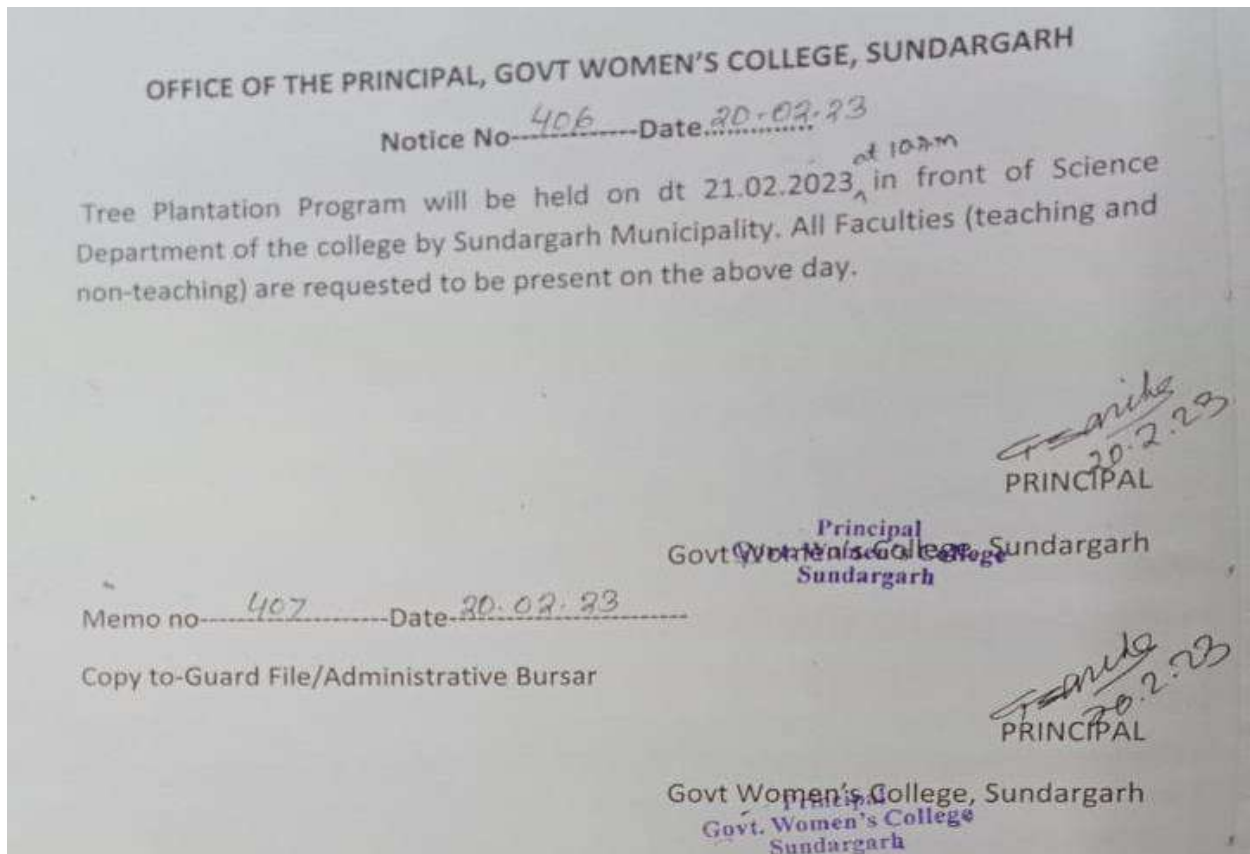 OFFICE OF THE PRINCIPAL, GOVT WOMEN'S COLLEGE, SUNDARGARH
Notice No---406---Date...20-02-23
at 10 am
Tree Plantation Program will be held on dt 21.02.2023 ^ in front of Science
Department of the college by Sundargarh Municipality. All Faculties (teaching and
non-teaching) are requested to be present on the above day.
20.2.23
PRINCIPAL
Principal
Govt Women's College, Sundargarh
Sundargarh
Memo no---407---Date-20.02.23
Copy to-Guard File/Administrative Bursar
20.2.23
PRINCIPAL
Govt Women's College, Sundargarh
Principal
Govt. Women's College
Sundargarh